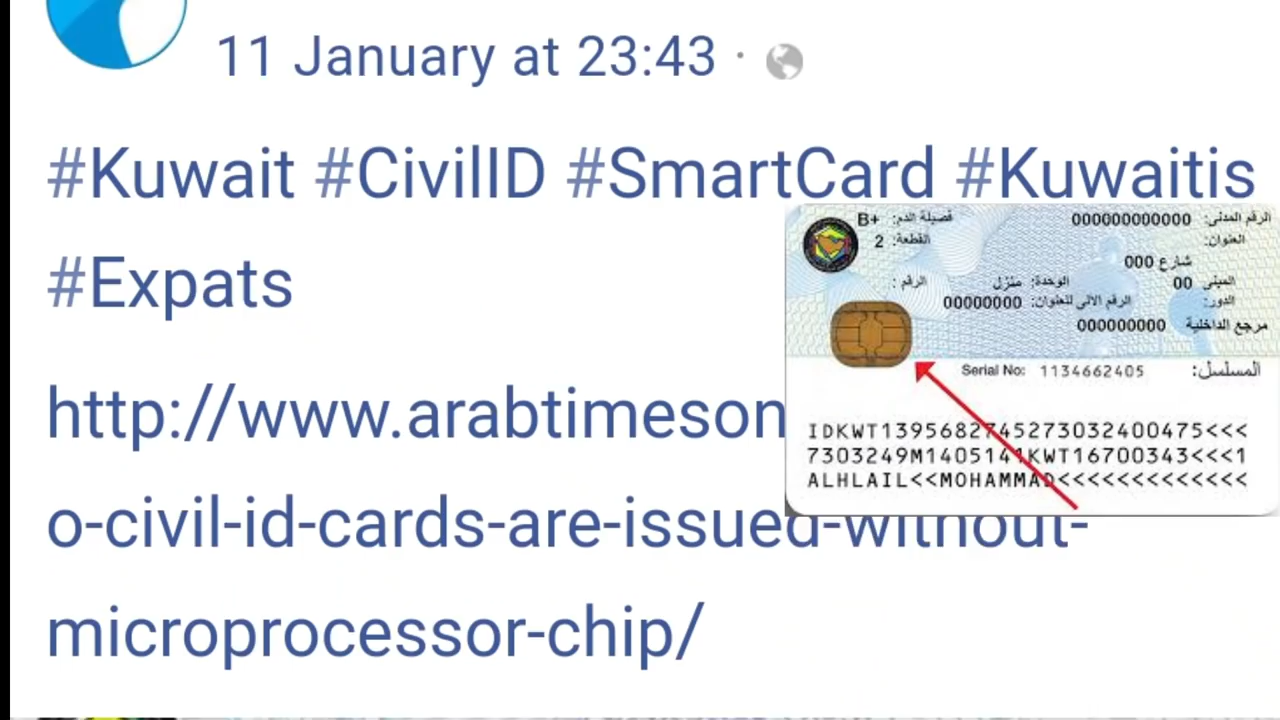 11 January at 23:43 ·
#Kuwait #CivilID #SmartCard #Kuwaitis
#Expats
http://www.arabtimeson
o-civil-id-cards-are-issued-without-
microprocessor-chip/
الرقم المدنى: 000000000000 فصيلة الدم: B+
العنوان: القطعة: 2
شارع 000
المبنى 00 الوحدة: منزل الرقم :
الدور: الرقم الالى للعنوان: 00000000
مرجع الداخلية 000000000
Serial No: 1134662405 المسلسل:
IDKWT1395682745273032400475<<<
7303249M1405141KWT16700343<<<1
ALHLAIL<<MOHAMMAD<<<<<<<<<<<<<